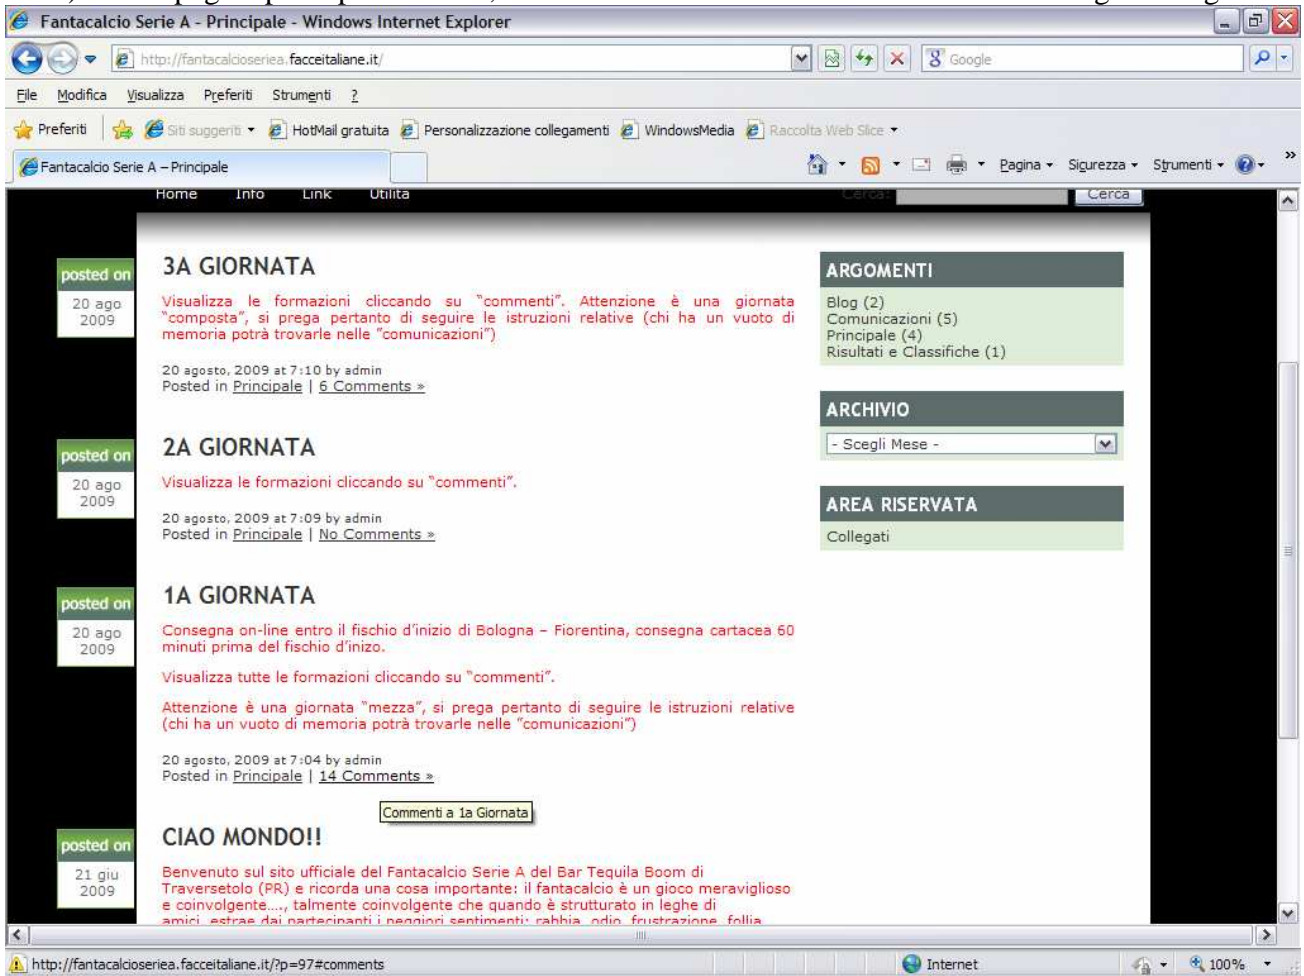 Fantacalcio Serie A - Principale - Windows Internet Explorer
http://fantacalcioseriea.facceitaliane.it/
Google
File Modifica Visualizza Preferiti Strumenti ?
Preferiti Siti suggeriti HotMail gratuita Personalizzazione collegamenti WindowsMedia Raccolta Web Slice
Fantacalcio Serie A – Principale
Pagina Sicurezza Strumenti »
Home Info Link Utilita
Cerca: Cerca
posted on
20 ago
2009
3A GIORNATA
Visualizza le formazioni cliccando su “commenti”. Attenzione è una giornata
“composta”, si prega pertanto di seguire le istruzioni relative (chi ha un vuoto di
memoria potrà trovarle nelle ”comunicazioni”)
20 agosto, 2009 at 7:10 by admin
Posted in Principale | 6 Comments »
posted on
20 ago
2009
2A GIORNATA
Visualizza le formazioni cliccando su “commenti”.
20 agosto, 2009 at 7:09 by admin
Posted in Principale | No Comments »
posted on
20 ago
2009
1A GIORNATA
Consegna on-line entro il fischio d’inizio di Bologna – Fiorentina, consegna cartacea 60
minuti prima del fischio d’inizo.
Visualizza tutte le formazioni cliccando su “commenti”.
Attenzione è una giornata “mezza”, si prega pertanto di seguire le istruzioni relative
(chi ha un vuoto di memoria potrà trovarle nelle ”comunicazioni”)
20 agosto, 2009 at 7:04 by admin
Posted in Principale | 14 Comments »
Commenti a 1a Giornata
posted on
21 giu
2009
CIAO MONDO!!
Benvenuto sul sito ufficiale del Fantacalcio Serie A del Bar Tequila Boom di
Traversetolo (PR) e ricorda una cosa importante: il fantacalcio è un gioco meraviglioso
e coinvolgente...., talmente coinvolgente che quando è strutturato in leghe di
amici, estrae dai partecipanti i peggiori sentimenti: rabbia, odio, frustrazione, follia
ARGOMENTI
Blog (2)
Comunicazioni (5)
Principale (4)
Risultati e Classifiche (1)
ARCHIVIO
- Scegli Mese -
AREA RISERVATA
Collegati
http://fantacalcioseriea.facceitaliane.it/?p=97#comments
Internet
100%